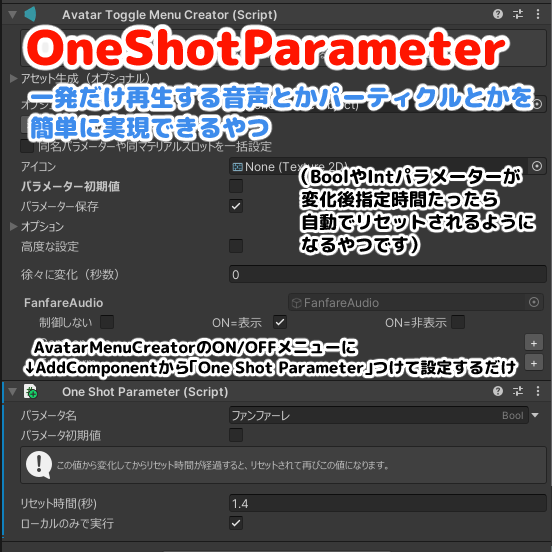 Avatar Toggle Menu Creator (Script)
OneShotParameter
アセット生成（オプショナル）
一発だけ再生する音声とかパーティクルとかを
簡単に実現できるやつ
同名パラメーターや同マテリアルスロットを一括設定
アイコン
None (Texture 2D)
（BoolやIntパラメーターが
変化後指定時間たったら
自動でリセットされるように
なるやつです）
パラメーター初期値
パラメーター保存
オプション
高度な設定
徐々に変化（秒数）
0
FanfareAudio
FanfareAudio
制御しない
ON=表示
ON=非表示
AvatarMenuCreatorのON/OFFメニューに
↓AddComponentから「One Shot Parameter」つけて設定するだけ
One Shot Parameter (Script)
パラメータ名
ファンファーレ
Bool
パラメータ初期値
この値から変化してからリセット時間が経過すると、リセットされて再びこの値になります。
リセット時間(秒)
1.4
ローカルのみで実行